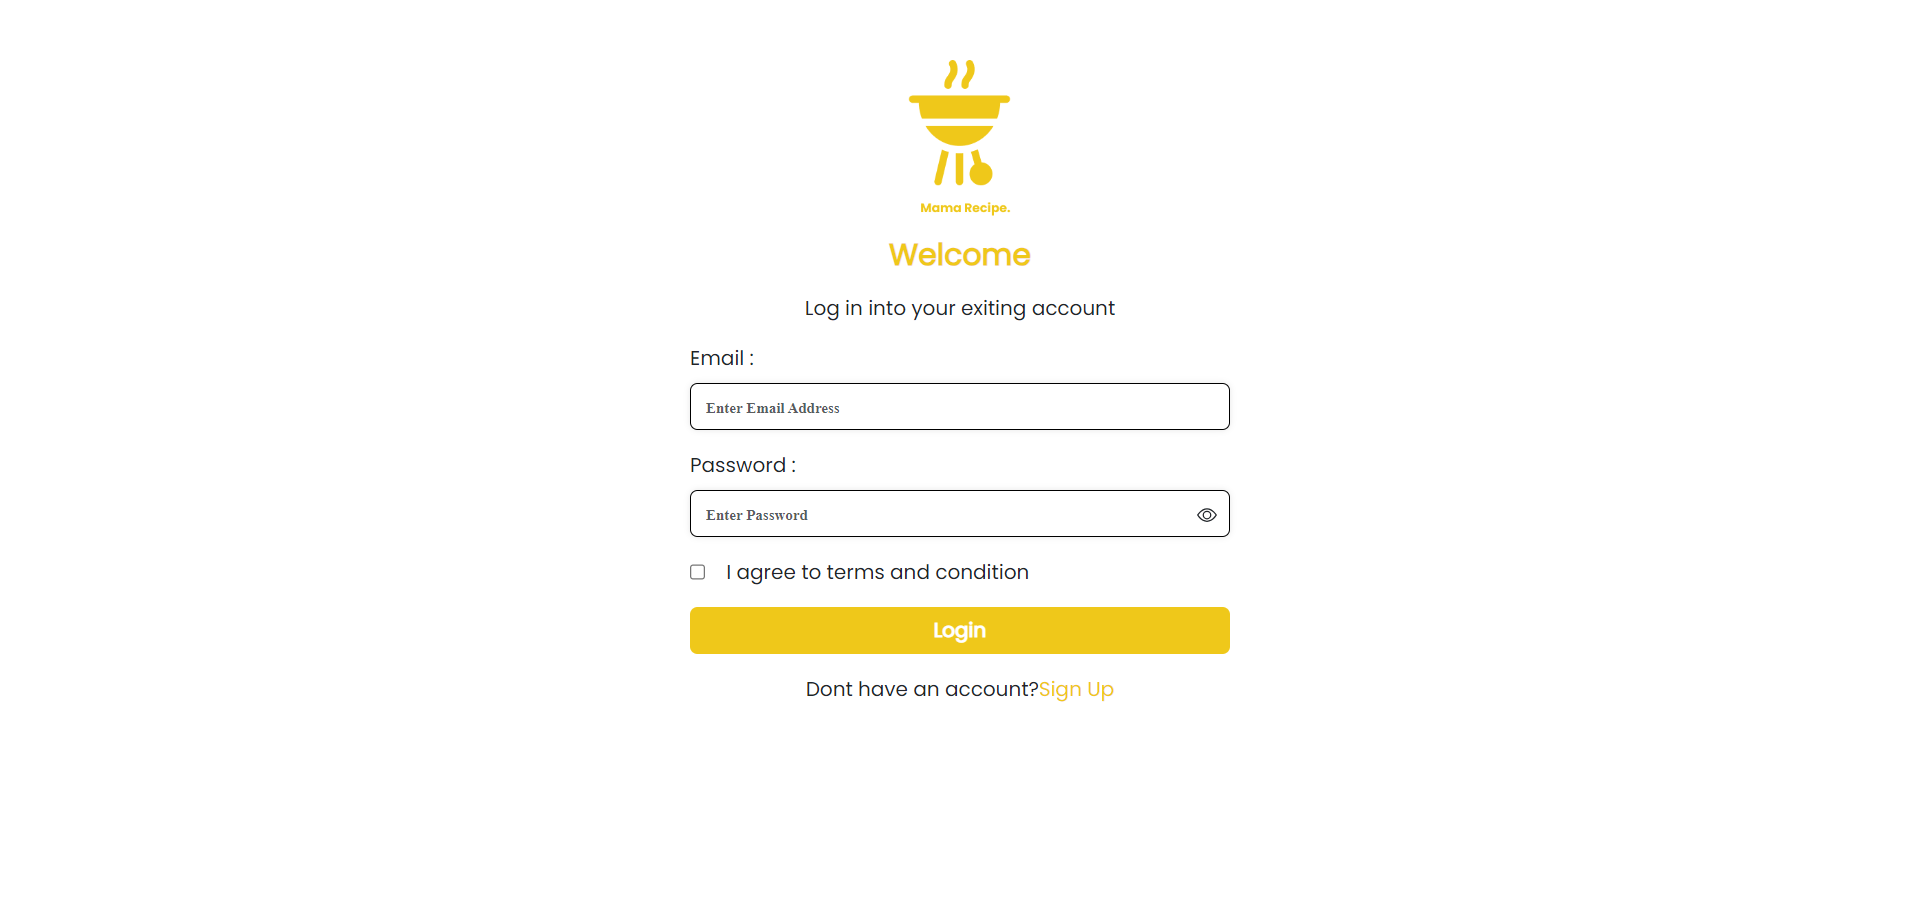 Mama Recipe.
Welcome
Log in into your exiting account
Email :
Enter Email Address
Password :
Enter Password
I agree to terms and condition
Login
Dont have an account?Sign Up